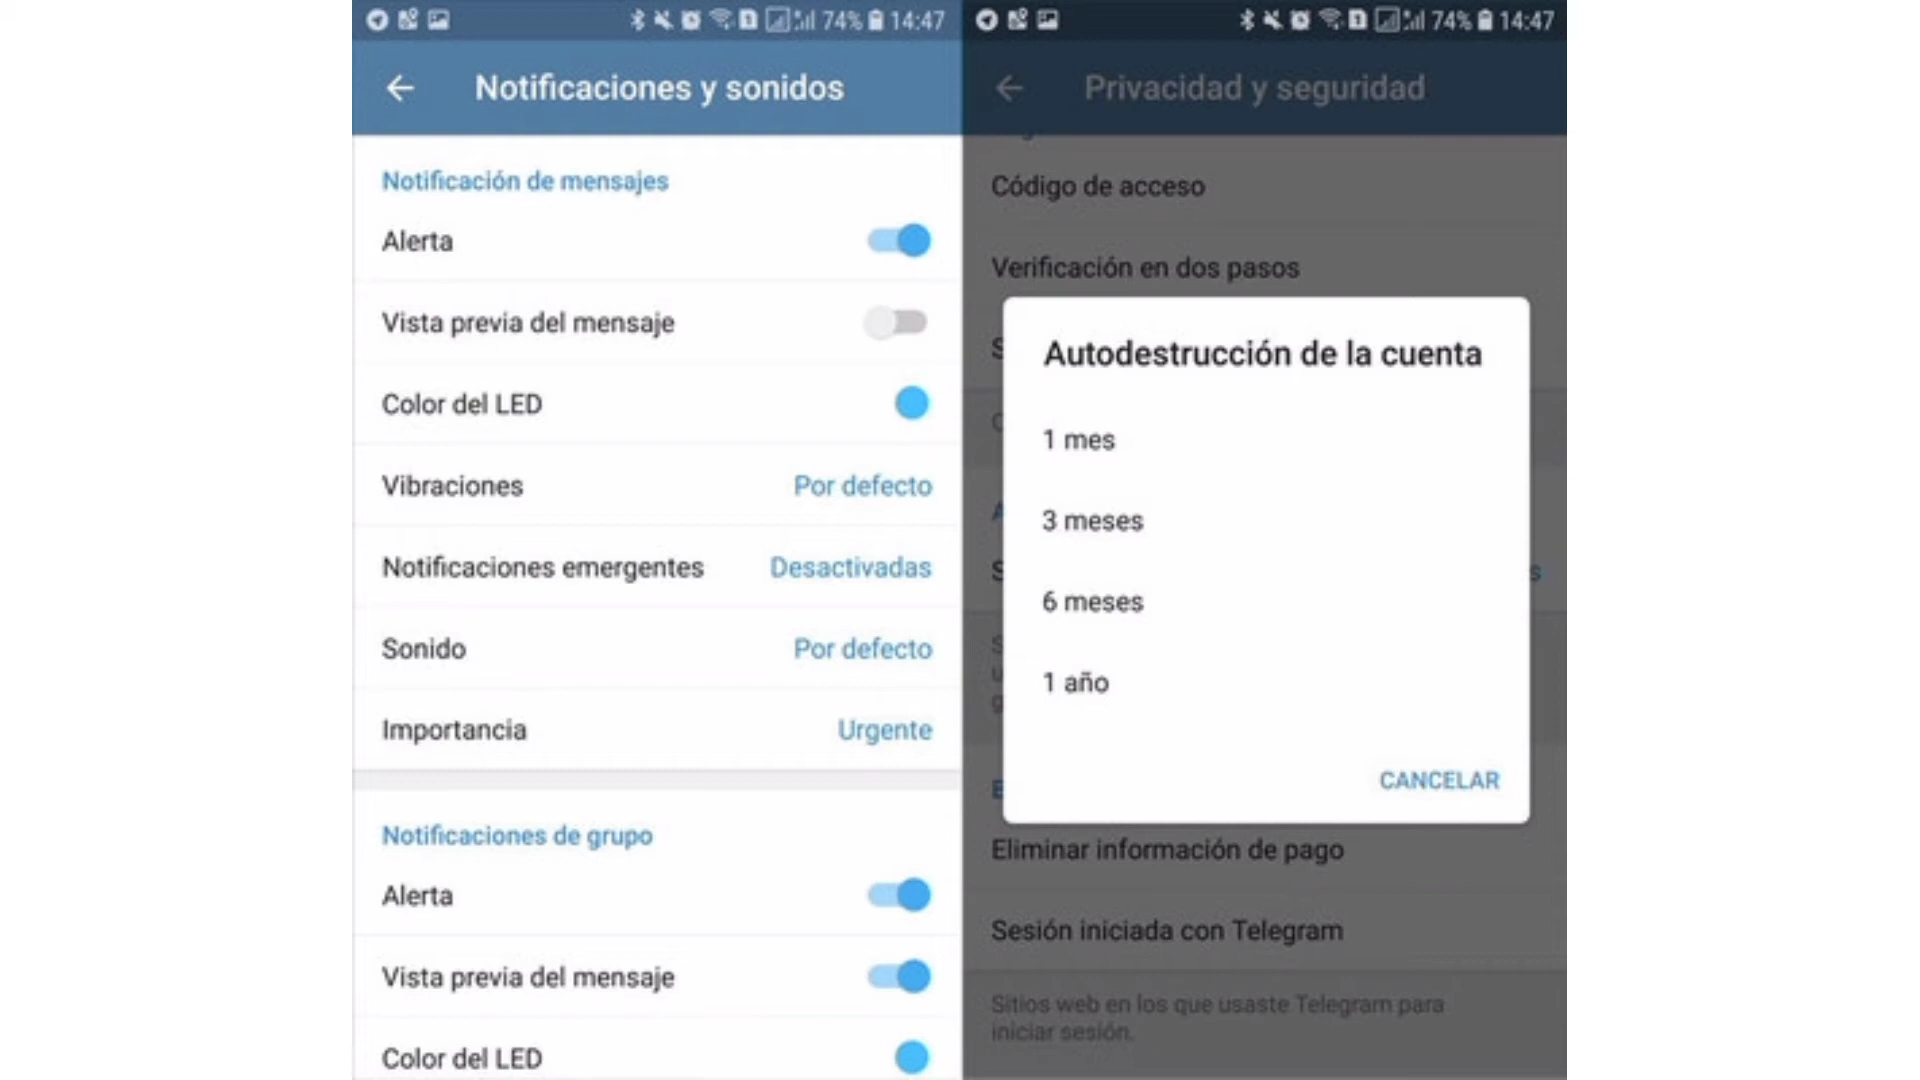 74% 14:47
Notificaciones y sonidos
Notificación de mensajes
Alerta
Vista previa del mensaje
Color del LED
Vibraciones Por defecto
Notificaciones emergentes Desactivadas
Sonido Por defecto
Importancia Urgente
Notificaciones de grupo
Alerta
Vista previa del mensaje
Color del LED
74% 14:47
Privacidad y seguridad
Código de acceso
Verificación en dos pasos
Autodestrucción de la cuenta
1 mes
3 meses
6 meses
1 año
CANCELAR
Eliminar información de pago
Sesión iniciada con Telegram
Sitios web en los que usaste Telegram para
iniciar sesión.